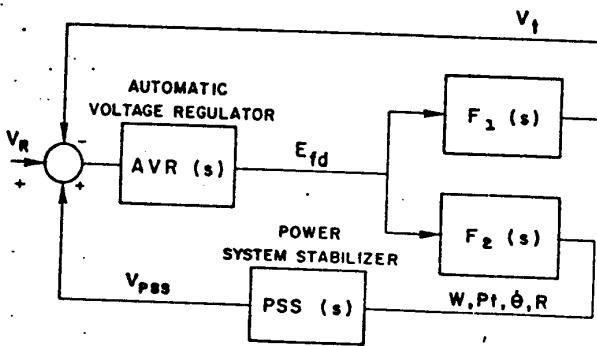 V_t
AUTOMATIC
VOLTAGE REGULATOR
V_R
-
+
+
AVR (s)
E_fd
F_1 (s)
F_2 (s)
POWER
SYSTEM STABILIZER
V_PSS
PSS (s)
W, Pt, θ̇, R